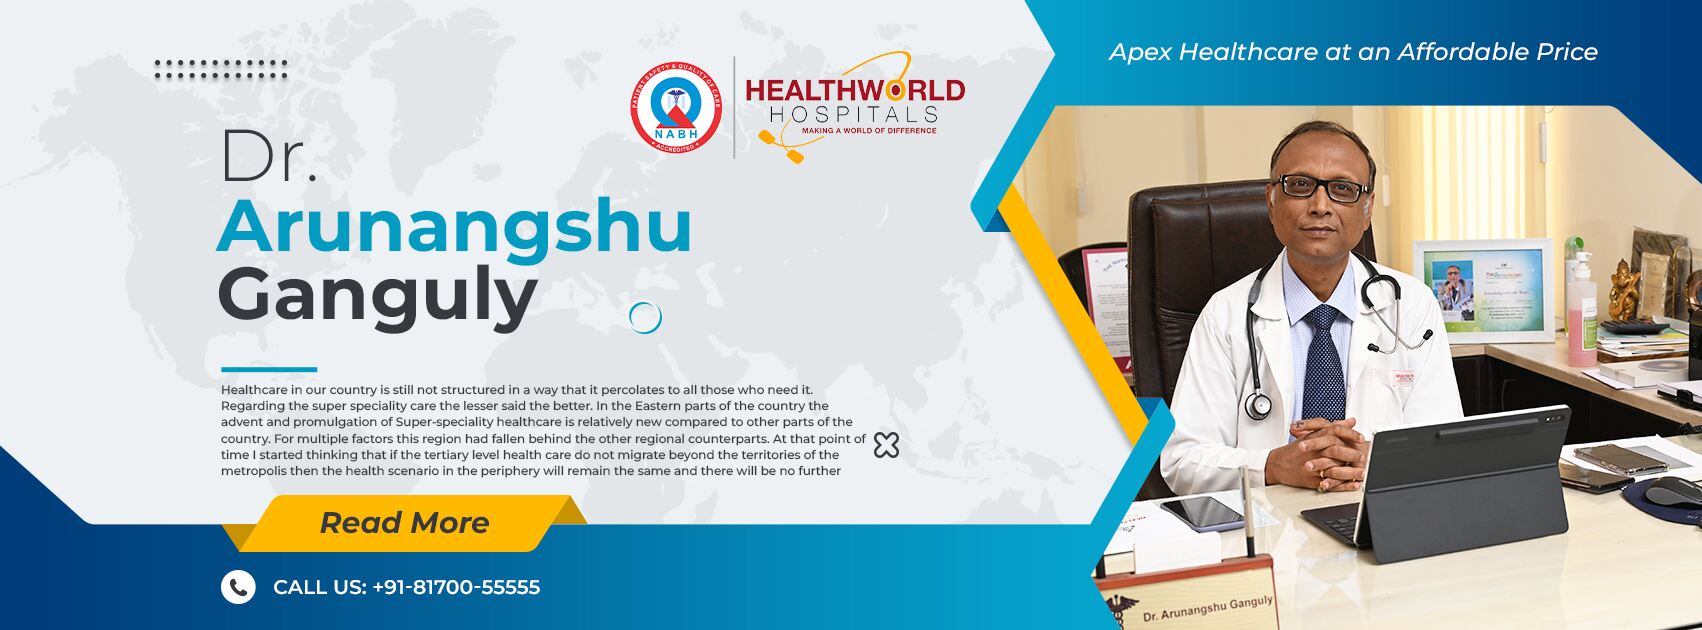 Apex Healthcare at an Affordable Price
PATIENT SAFETY & QUALITY OF CARE
NABH
ACCREDITED
HEALTHWORLD
HOSPITALS
MAKING A WORLD OF DIFFERENCE
Dr.
Arunangshu
Ganguly
Healthcare in our country is still not structured in a way that it percolates to all those who need it.
Regarding the super speciality care the lesser said the better. In the Eastern parts of the country the
advent and promulgation of Super-speciality healthcare is relatively new compared to other parts of the
country. For multiple factors this region had fallen behind the other regional counterparts. At that point of
time I started thinking that if the tertiary level health care do not migrate beyond the territories of the
metropolis then the health scenario in the periphery will remain the same and there will be no further
Read More
CALL US: +91-81700-55555
SAMSUNG
Dr. Arunangshu Ganguly